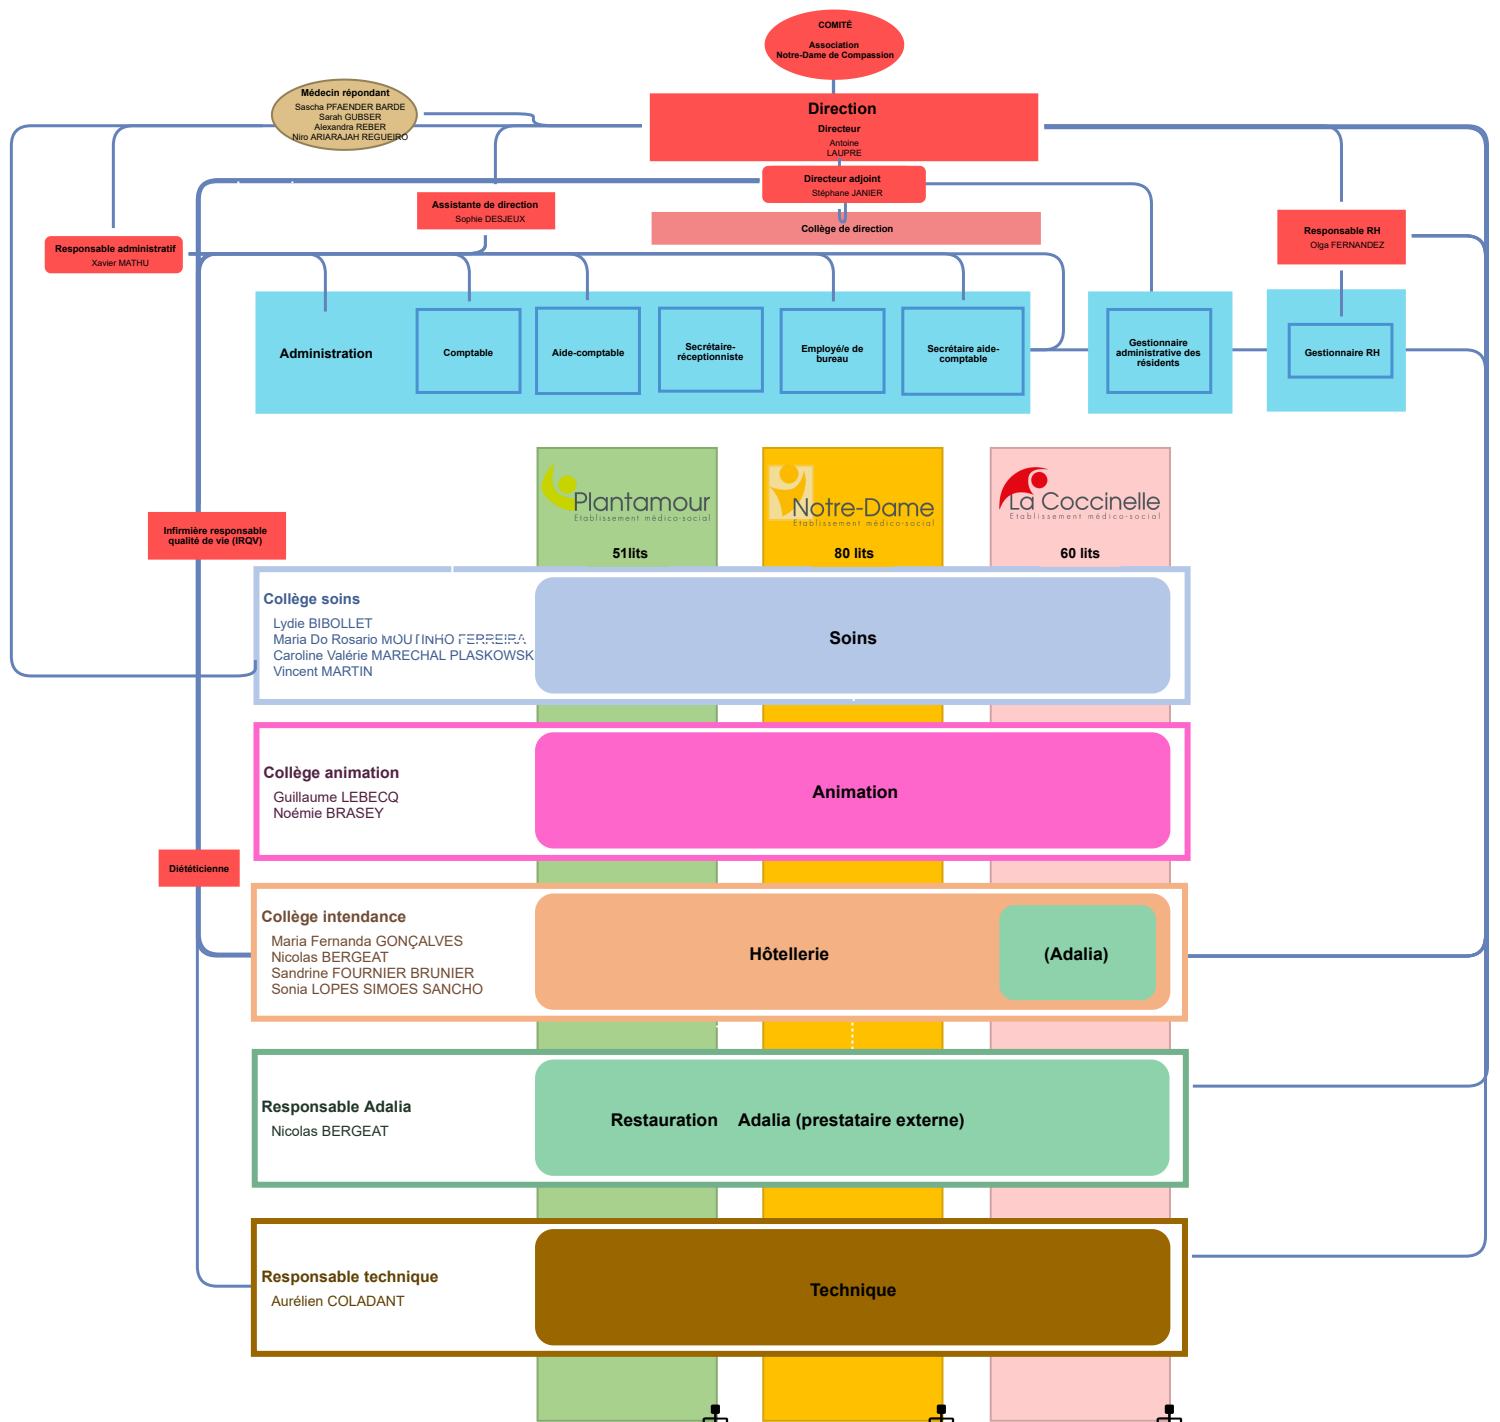 COMITÉ
Association
Notre-Dame de Compassion
Médecin répondant
Sascha PFAENDER BARDE
Sarah GUBSER
Alexandra REBER
Niro ARIARAJAH REGUEIRO
Direction
Directeur
Antoine
LAUPRE
Directeur adjoint
Stéphane JANIER
Assistante de direction
Sophie DESJEUX
Collège de direction
Responsable administratif
Xavier MATHU
Responsable RH
Olga FERNANDEZ
Administration
Comptable
Aide-comptable
Secrétaire-
réceptionniste
Employé/e de
bureau
Secrétaire aide-
comptable
Gestionnaire
administrative des
résidents
Gestionnaire RH
Plantamour
Etablissement médico-social
51lits
Notre-Dame
Etablissement médico-social
80 lits
La Coccinelle
Etablissement médico-social
60 lits
Infirmière responsable
qualité de vie (IRQV)
Collège soins
Lydie BIBOLLET
Maria Do Rosario MOUTINHO FERREIRA
Caroline Valérie MARECHAL PLASKOWSK
Vincent MARTIN
Soins
Collège animation
Guillaume LEBECQ
Noémie BRASEY
Animation
Diététicienne
Collège intendance
Maria Fernanda GONÇALVES
Nicolas BERGEAT
Sandrine FOURNIER BRUNIER
Sonia LOPES SIMOES SANCHO
Hôtellerie
(Adalia)
Responsable Adalia
Nicolas BERGEAT
Restauration Adalia (prestataire externe)
Responsable technique
Aurélien COLADANT
Technique